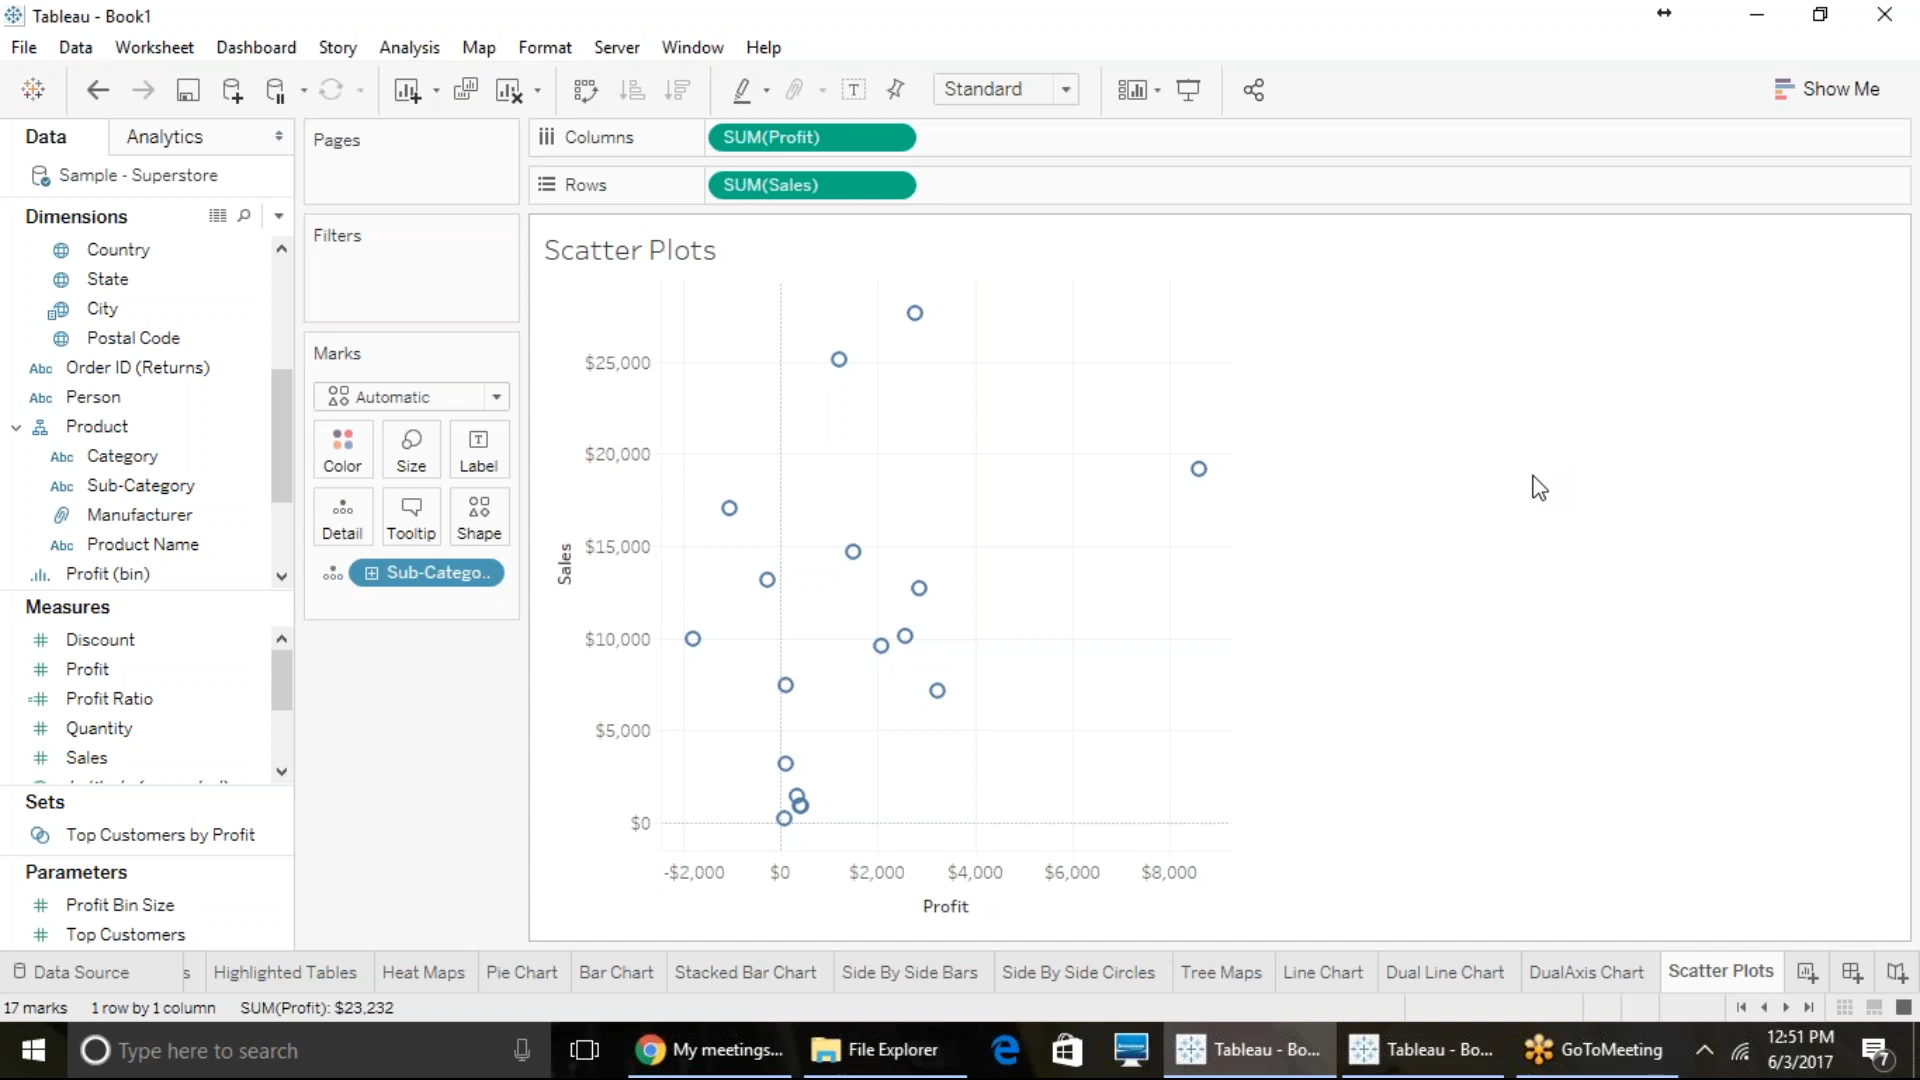 Tableau - Book1
File Data Worksheet Dashboard Story Analysis Map Format Server Window Help
Standard
Show Me
Data Analytics
Pages
Columns SUM(Profit)
Sample - Superstore
Rows SUM(Sales)
Dimensions
Filters
Country
State
City
Postal Code
Abc Order ID (Returns)
Abc Person
Product
Abc Category
Abc Sub-Category
Manufacturer
Abc Product Name
Profit (bin)
Marks
Automatic
Color Size Label
Detail Tooltip Shape
Sub-Catego..
Scatter Plots
$25,000
$20,000
$15,000
$10,000
$5,000
$0
Sales
-$2,000 $0 $2,000 $4,000 $6,000 $8,000
Profit
Measures
Discount
Profit
Profit Ratio
Quantity
Sales
Sets
Top Customers by Profit
Parameters
Profit Bin Size
Top Customers
Data Source s Highlighted Tables Heat Maps Pie Chart Bar Chart Stacked Bar Chart Side By Side Bars Side By Side Circles Tree Maps Line Chart Dual Line Chart DualAxis Chart Scatter Plots
17 marks 1 row by 1 column SUM(Profit): $23,232
Type here to search
My meetings...
File Explorer
Tableau - Bo...
Tableau - Bo...
GoToMeeting
12:51 PM
6/3/2017
7